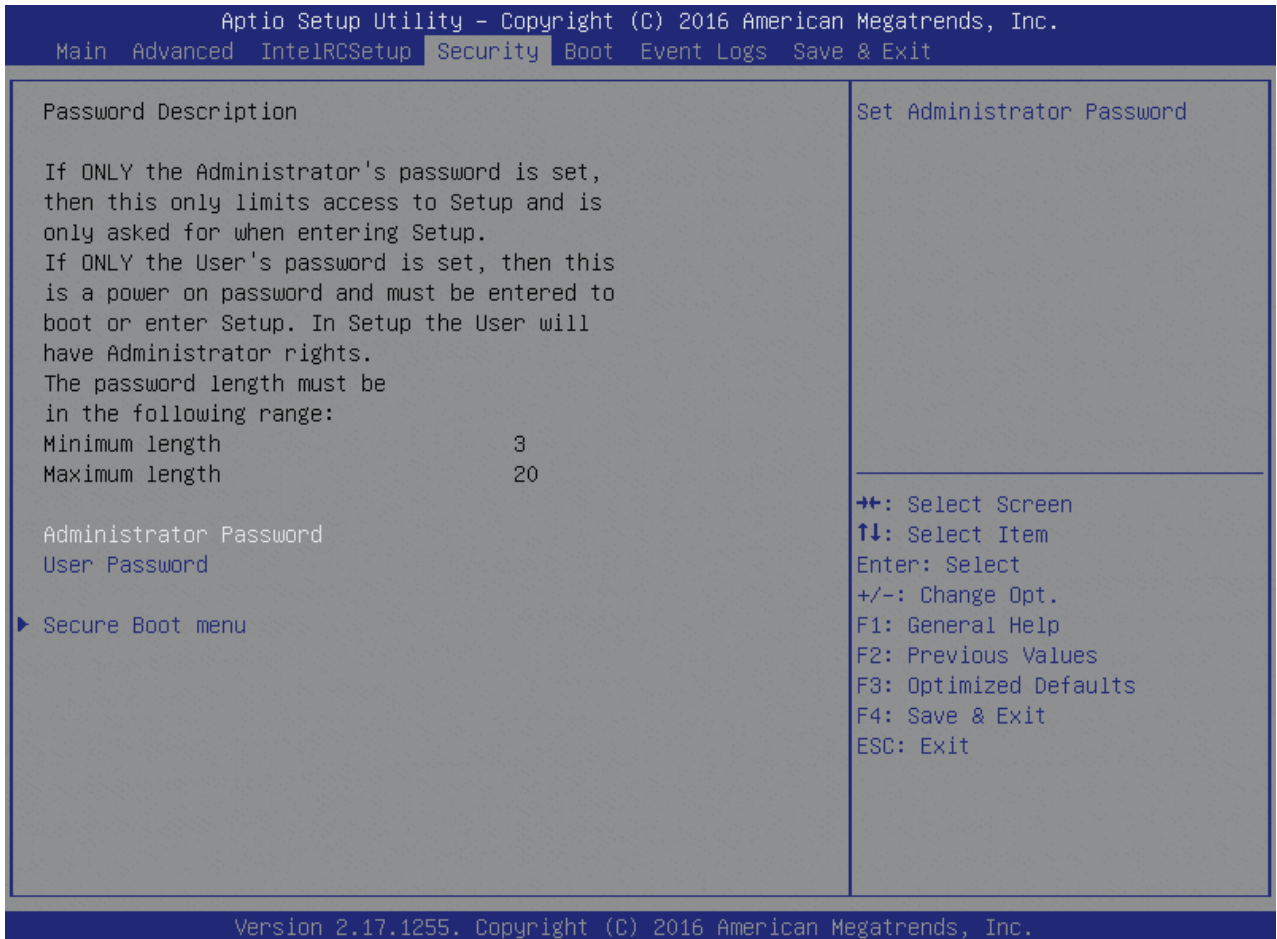 Aptio Setup Utility – Copyright (C) 2016 American Megatrends, Inc.
Main Advanced IntelRCSetup Security Boot Event Logs Save & Exit
Password Description
If ONLY the Administrator's password is set,
then this only limits access to Setup and is
only asked for when entering Setup.
If ONLY the User's password is set, then this
is a power on password and must be entered to
boot or enter Setup. In Setup the User will
have Administrator rights.
The password length must be
in the following range:
Minimum length 3
Maximum length 20
Administrator Password
User Password
Secure Boot menu
Set Administrator Password
→←: Select Screen
↑↓: Select Item
Enter: Select
+/-: Change Opt.
F1: General Help
F2: Previous Values
F3: Optimized Defaults
F4: Save & Exit
ESC: Exit
Version 2.17.1255. Copyright (C) 2016 American Megatrends, Inc.